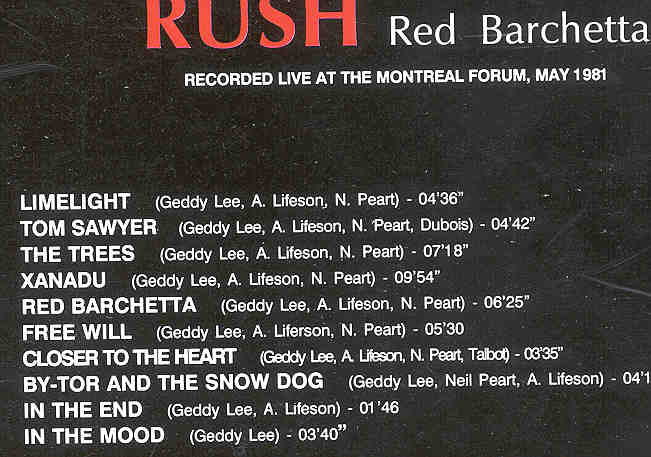 RUSH Red Barchetta
RECORDED LIVE AT THE MONTREAL FORUM, MAY 1981
LIMELIGHT (Geddy Lee, A. Lifeson, N. Peart) - 04'36"
TOM SAWYER (Geddy Lee, A. Lifeson, N. Peart, Dubois) - 04'42"
THE TREES (Geddy Lee, A. Lifeson, N. Peart) - 07'18"
XANADU (Geddy Lee, A. Lifeson, N. Peart) - 09'54"
RED BARCHETTA (Geddy Lee, A. Lifeson, N. Peart) - 06'25"
FREE WILL (Geddy Lee, A. Liferson, N. Peart) - 05'30
CLOSER TO THE HEART (Geddy Lee, A. Lifeson, N. Peart, Talbot) - 03'35"
BY-TOR AND THE SNOW DOG (Geddy Lee, Neil Peart, A. Lifeson) - 04'1
IN THE END (Geddy Lee, A. Lifeson) - 01'46
IN THE MOOD (Geddy Lee) - 03'40"